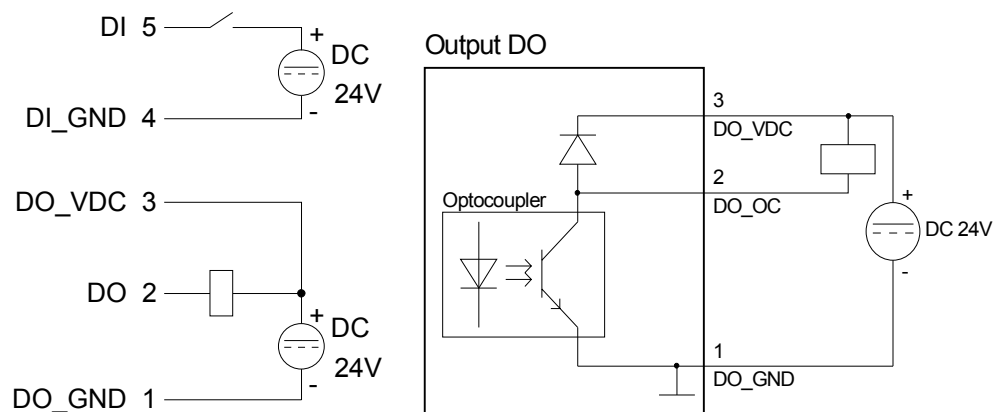 DI 5
+
DC
24V
-
DI_GND 4
DO_VDC 3
DO 2
+
DC
24V
-
DO_GND 1
Output DO
3
DO_VDC
2
DO_OC
Optocoupler
+
DC 24V
-
1
DO_GND